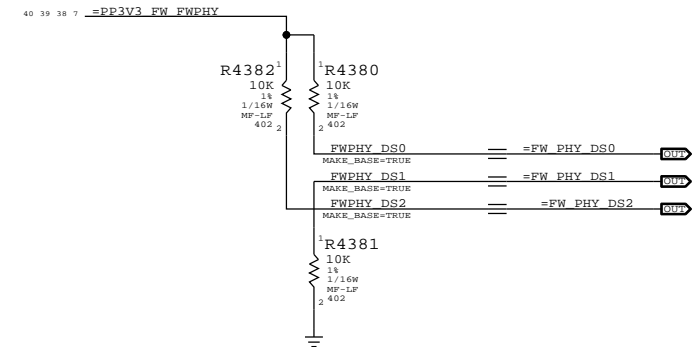 40 39 38 7 =PP3V3_FW_FWPHY
R4382
1
10K
1%
1/16W
MF-LF
402
2
1
R4380
10K
1%
1/16W
MF-LF
402
2
FWPHY_DS0
MAKE_BASE=TRUE
=FW_PHY_DS0
OUT
FWPHY_DS1
MAKE_BASE=TRUE
=FW_PHY_DS1
OUT
FWPHY_DS2
MAKE_BASE=TRUE
=FW_PHY_DS2
OUT
1
R4381
10K
1%
1/16W
MF-LF
402
2